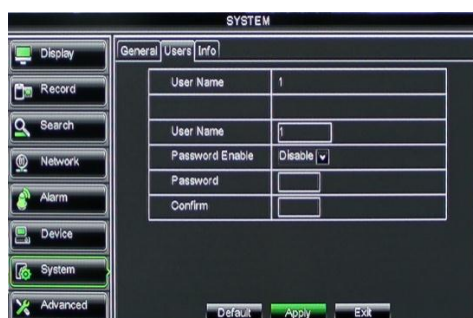 SYSTEM
Display
Record
Search
Network
Alarm
Device
System
Advanced
General Users Info
User Name 1
User Name 1
Password Enable Disable
Password
Confirm
Default Apply Exit